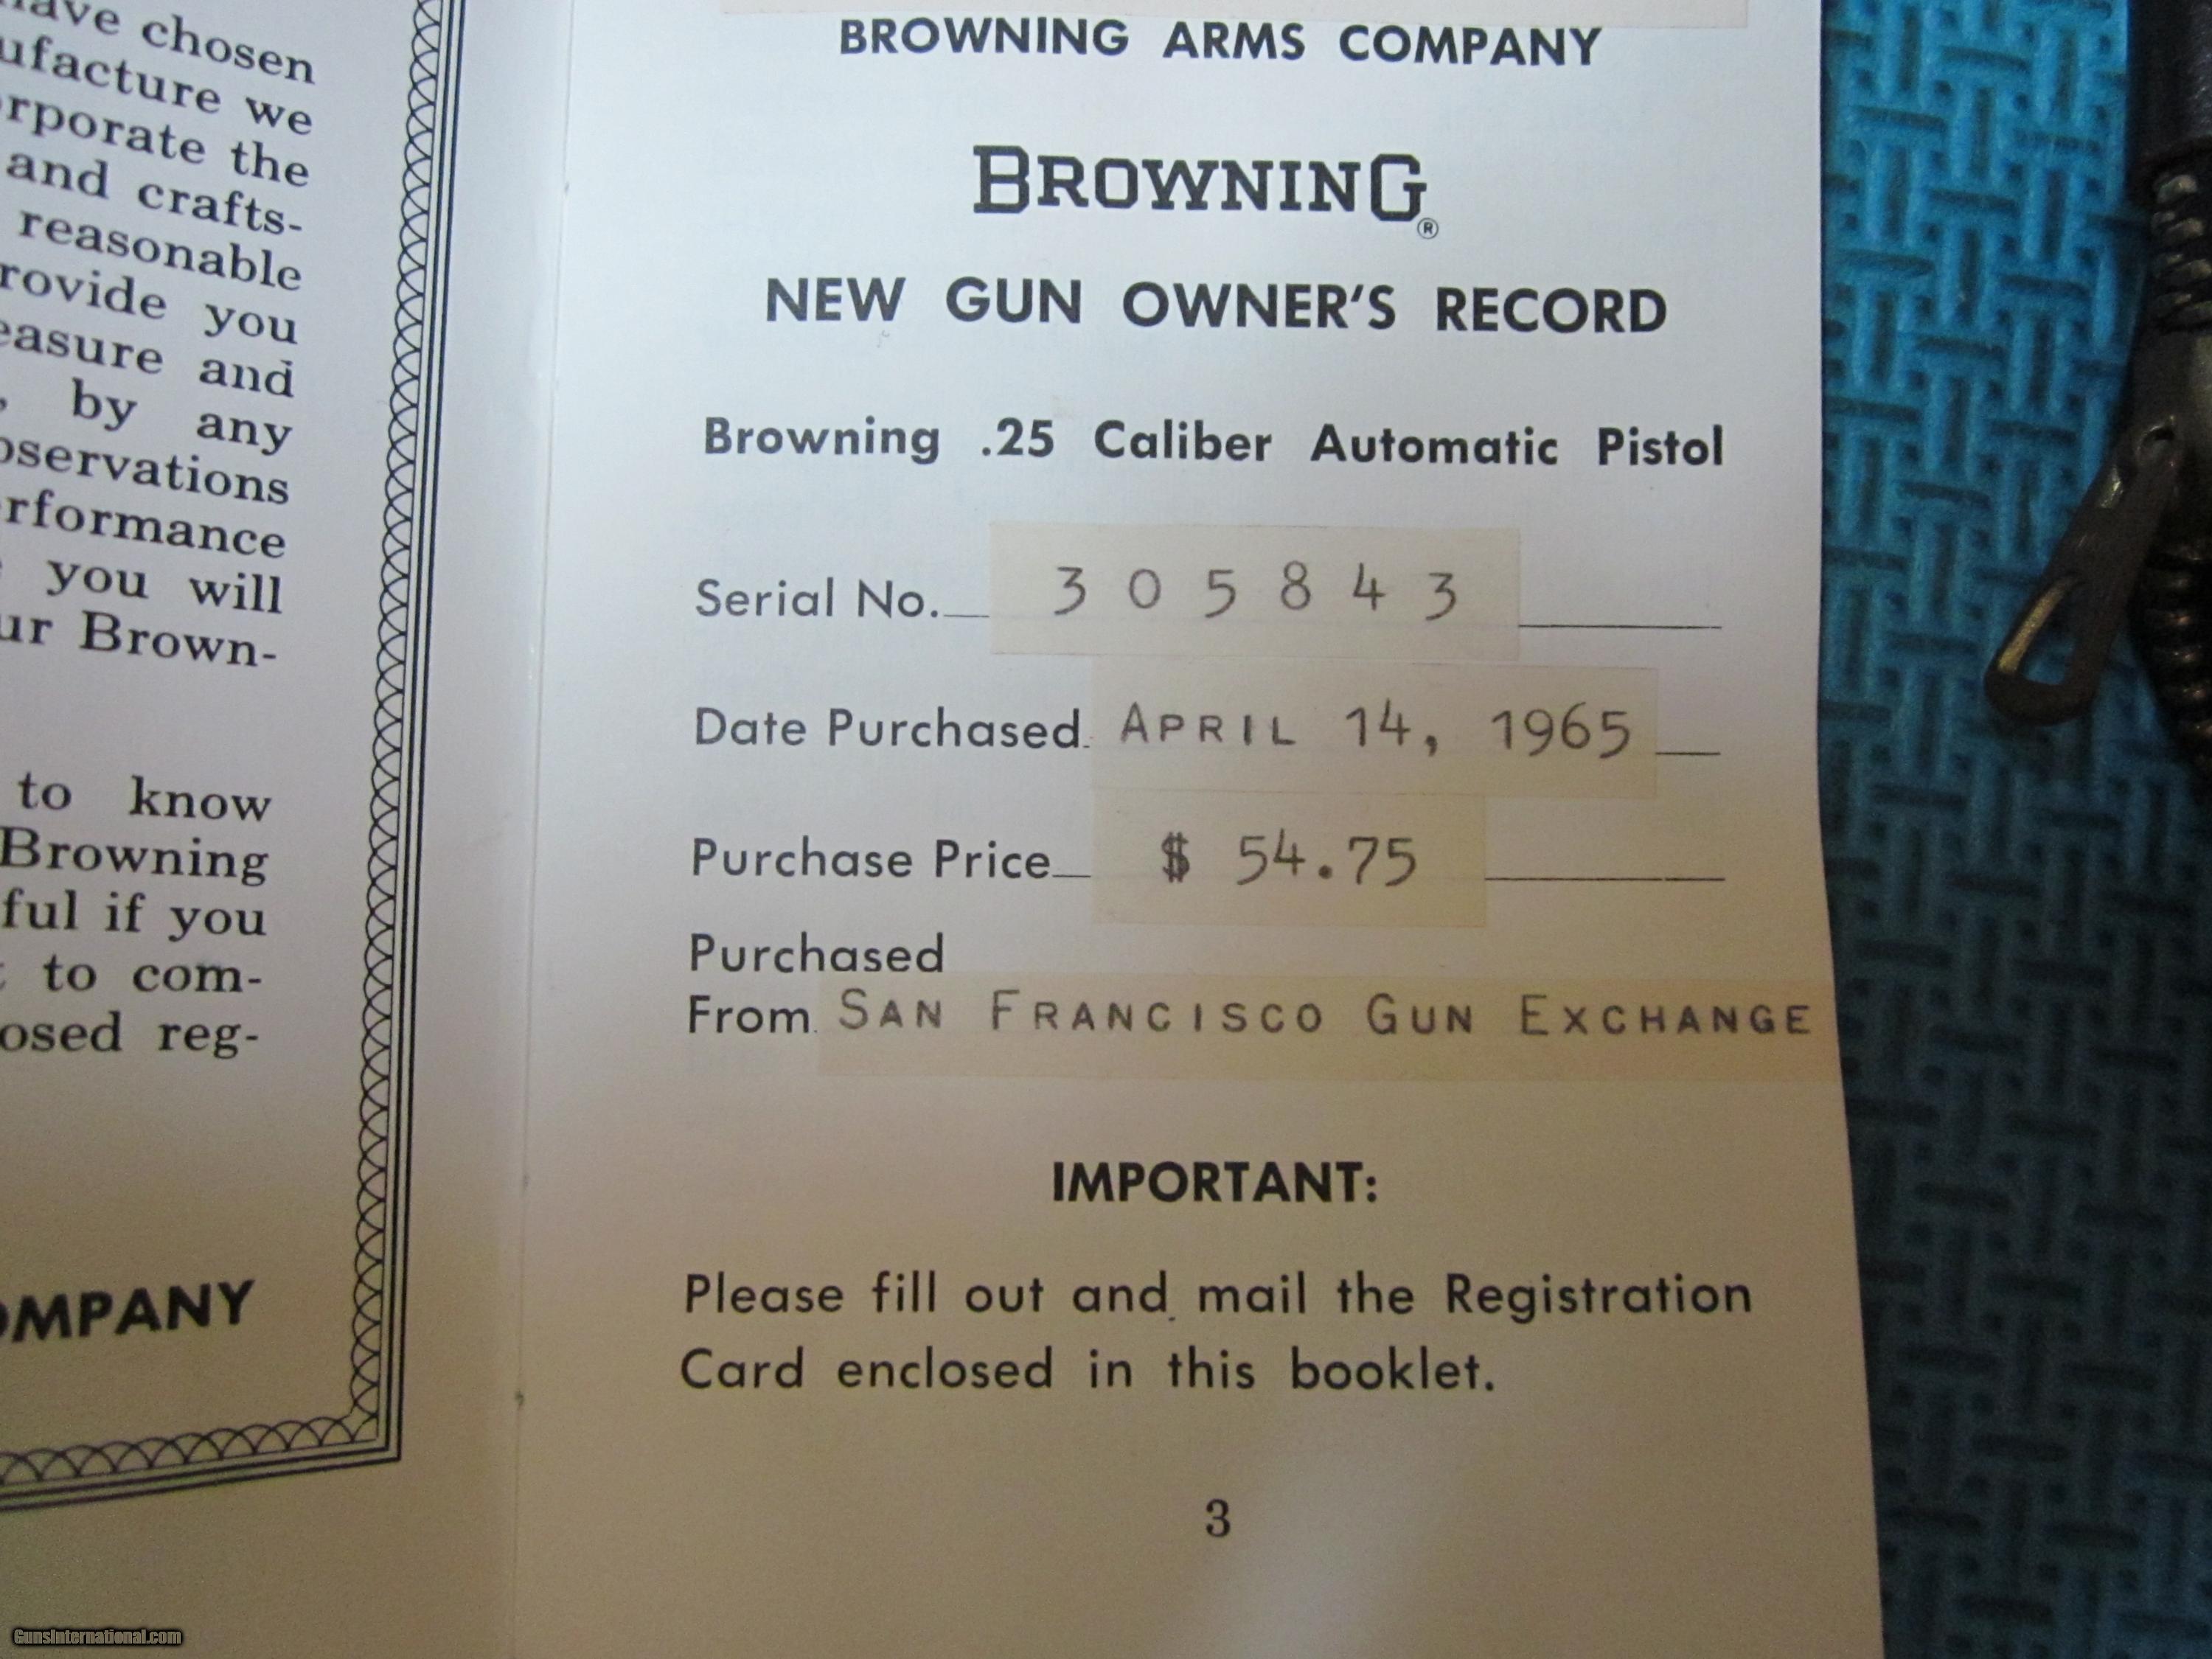 have chosen
ufacture we
orporate the
and crafts-
reasonable
rovide you
easure and
, by any
bservations
erformance
you will
ur Brown-
to know
Browning
ful if you
to com-
osed reg-
OMPANY
BROWNING ARMS COMPANY
BROWNING®
NEW GUN OWNER'S RECORD
Browning .25 Caliber Automatic Pistol
Serial No. 305843
Date Purchased APRIL 14, 1965
Purchase Price $ 54.75
Purchased
From SAN FRANCISCO GUN EXCHANGE
IMPORTANT:
Please fill out and mail the Registration
Card enclosed in this booklet.
3
GunsInternational.com